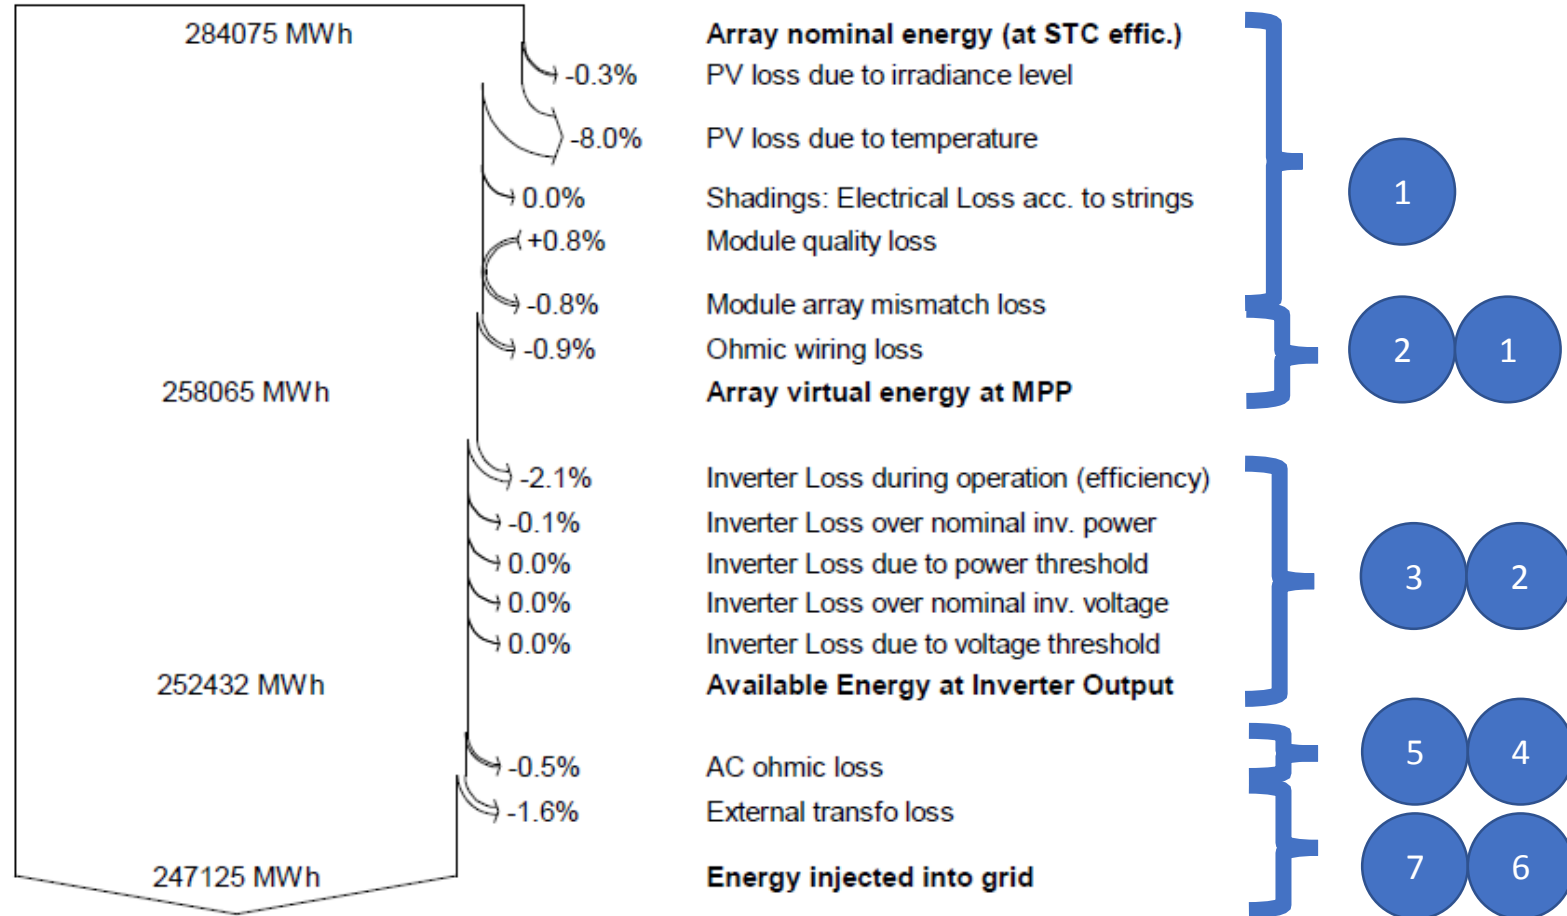 284075 MWh Array nominal energy (at STC effic.)
-0.3% PV loss due to irradiance level
-8.0% PV loss due to temperature
1
0.0% Shadings: Electrical Loss acc. to strings
+0.8% Module quality loss
-0.8% Module array mismatch loss
-0.9% Ohmic wiring loss 2 1
258065 MWh Array virtual energy at MPP
-2.1% Inverter Loss during operation (efficiency)
-0.1% Inverter Loss over nominal inv. power
0.0% Inverter Loss due to power threshold 3 2
0.0% Inverter Loss over nominal inv. voltage
0.0% Inverter Loss due to voltage threshold
252432 MWh Available Energy at Inverter Output
-0.5% AC ohmic loss 5 4
-1.6% External transfo loss
247125 MWh Energy injected into grid 7 6